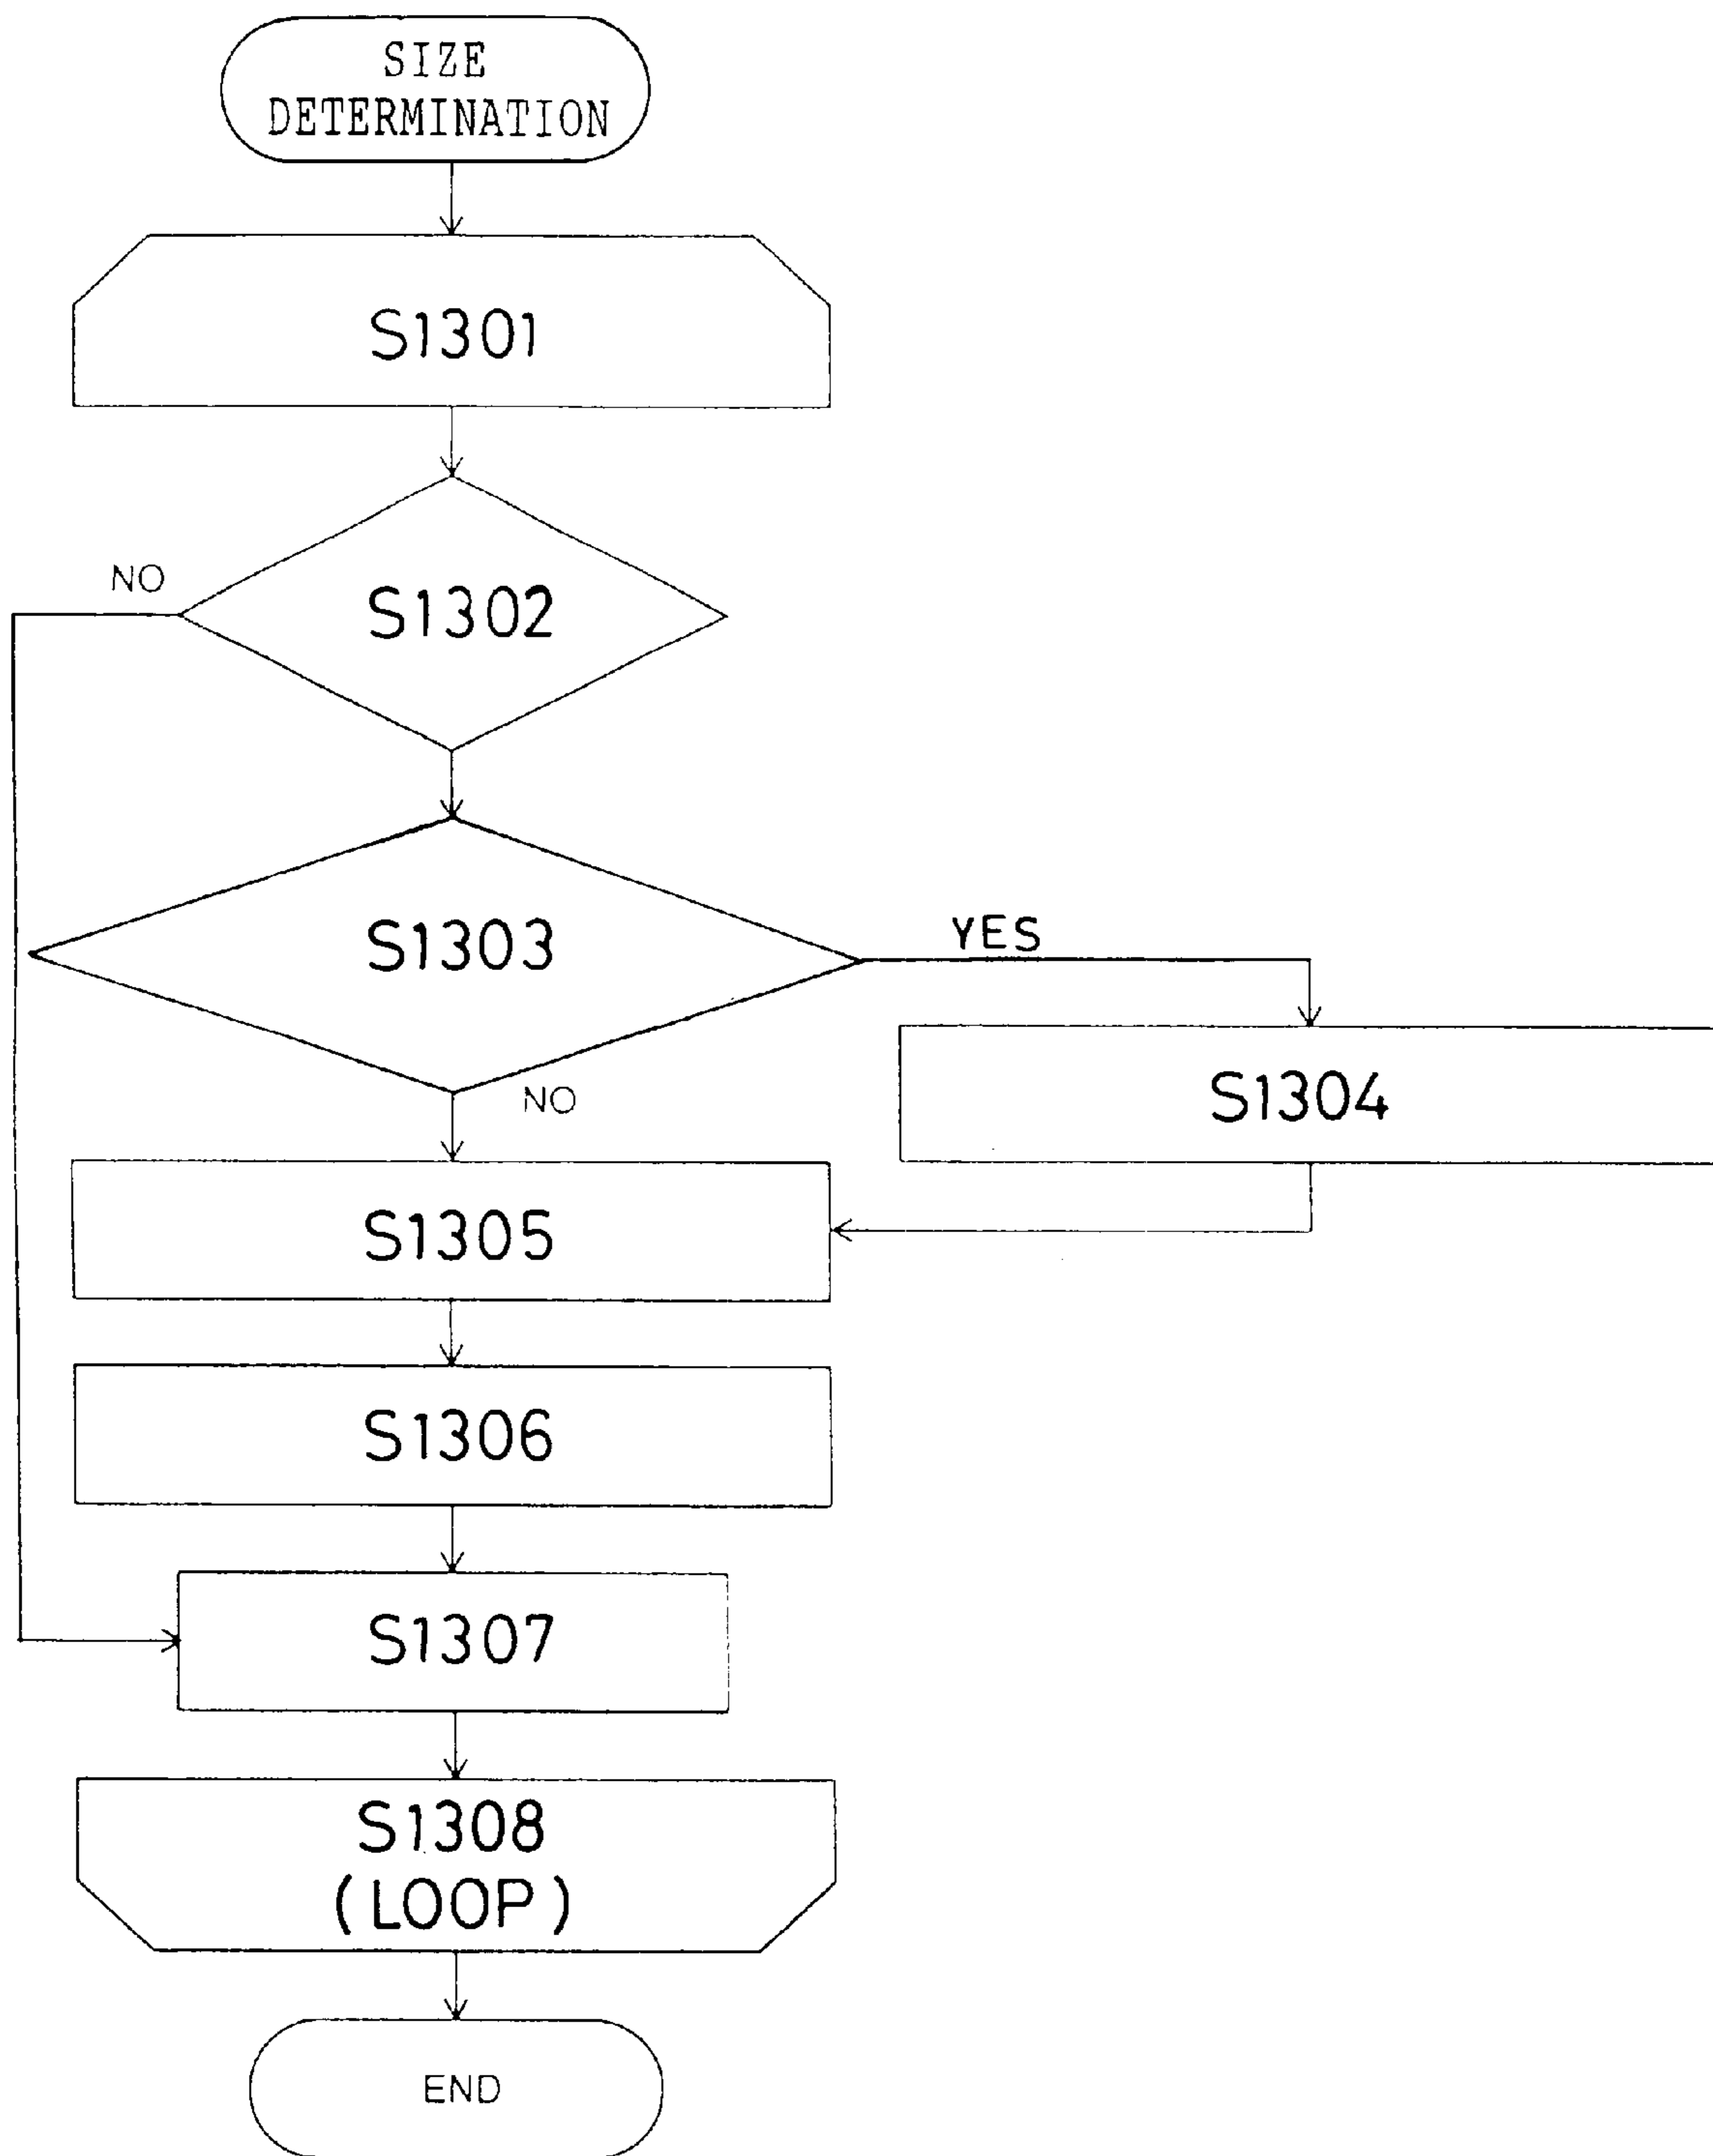 SIZE
DETERMINATION
S1301
NO
S1302
S1303
YES
S1304
NO
S1305
S1306
S1307
S1308
(LOOP)
END